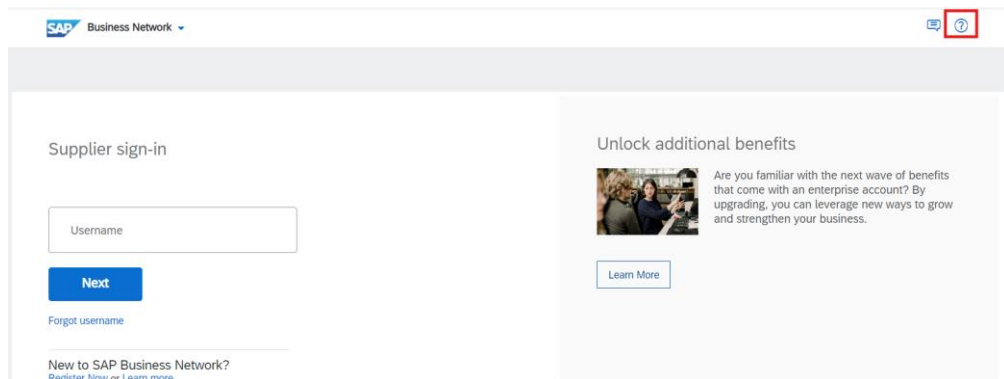 SAP Business Network
Supplier sign-in
Username
Next
Forgot username
New to SAP Business Network?
Register Now or Learn more
Unlock additional benefits
Are you familiar with the next wave of benefits
that come with an enterprise account? By
upgrading, you can leverage new ways to grow
and strengthen your business.
Learn More